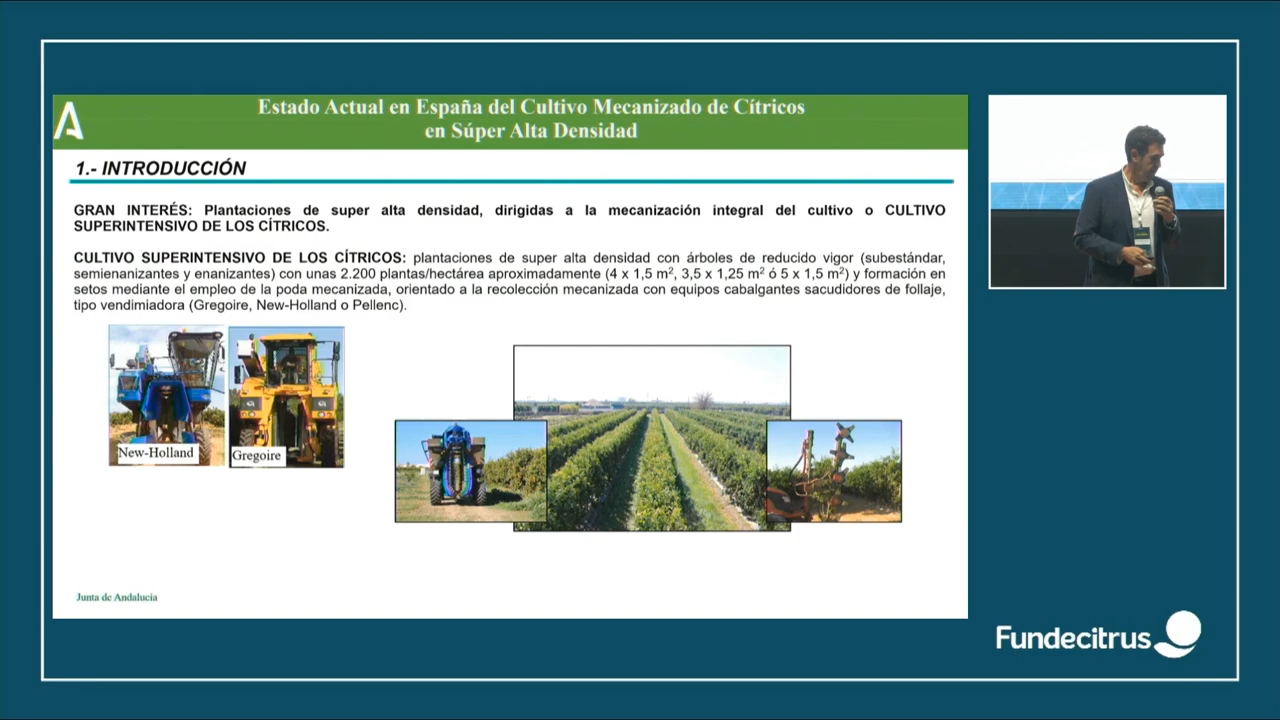 Estado Actual en España del Cultivo Mecanizado de Cítricos
en Súper Alta Densidad
1.- INTRODUCCIÓN
GRAN INTERÉS: Plantaciones de super alta densidad, dirigidas a la mecanización integral del cultivo o CULTIVO
SUPERINTENSIVO DE LOS CÍTRICOS.
CULTIVO SUPERINTENSIVO DE LOS CÍTRICOS: plantaciones de super alta densidad con árboles de reducido vigor (subestándar,
semienanizantes y enanizantes) con unas 2.200 plantas/hectárea aproximadamente (4 x 1,5 m², 3,5 x 1,25 m² ó 5 x 1,5 m²) y formación en
setos mediante el empleo de la poda mecanizada, orientado a la recolección mecanizada con equipos cabalgantes sacudidores de follaje,
tipo vendimiadora (Gregoire, New-Holland o Pellenc).
New-Holland
Gregoire
Junta de Andalucia
Fundecitrus